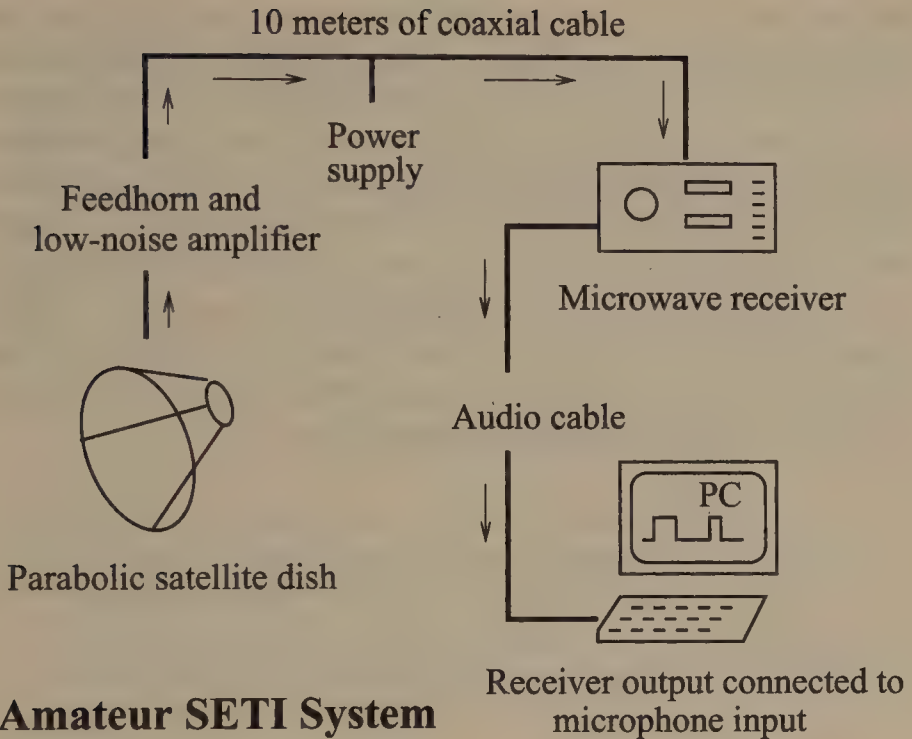 10 meters of coaxial cable
Power
supply
Feedhorn and
low-noise amplifier
Microwave receiver
Audio cable
PC
Parabolic satellite dish
Receiver output connected to
microphone input
Amateur SETI System